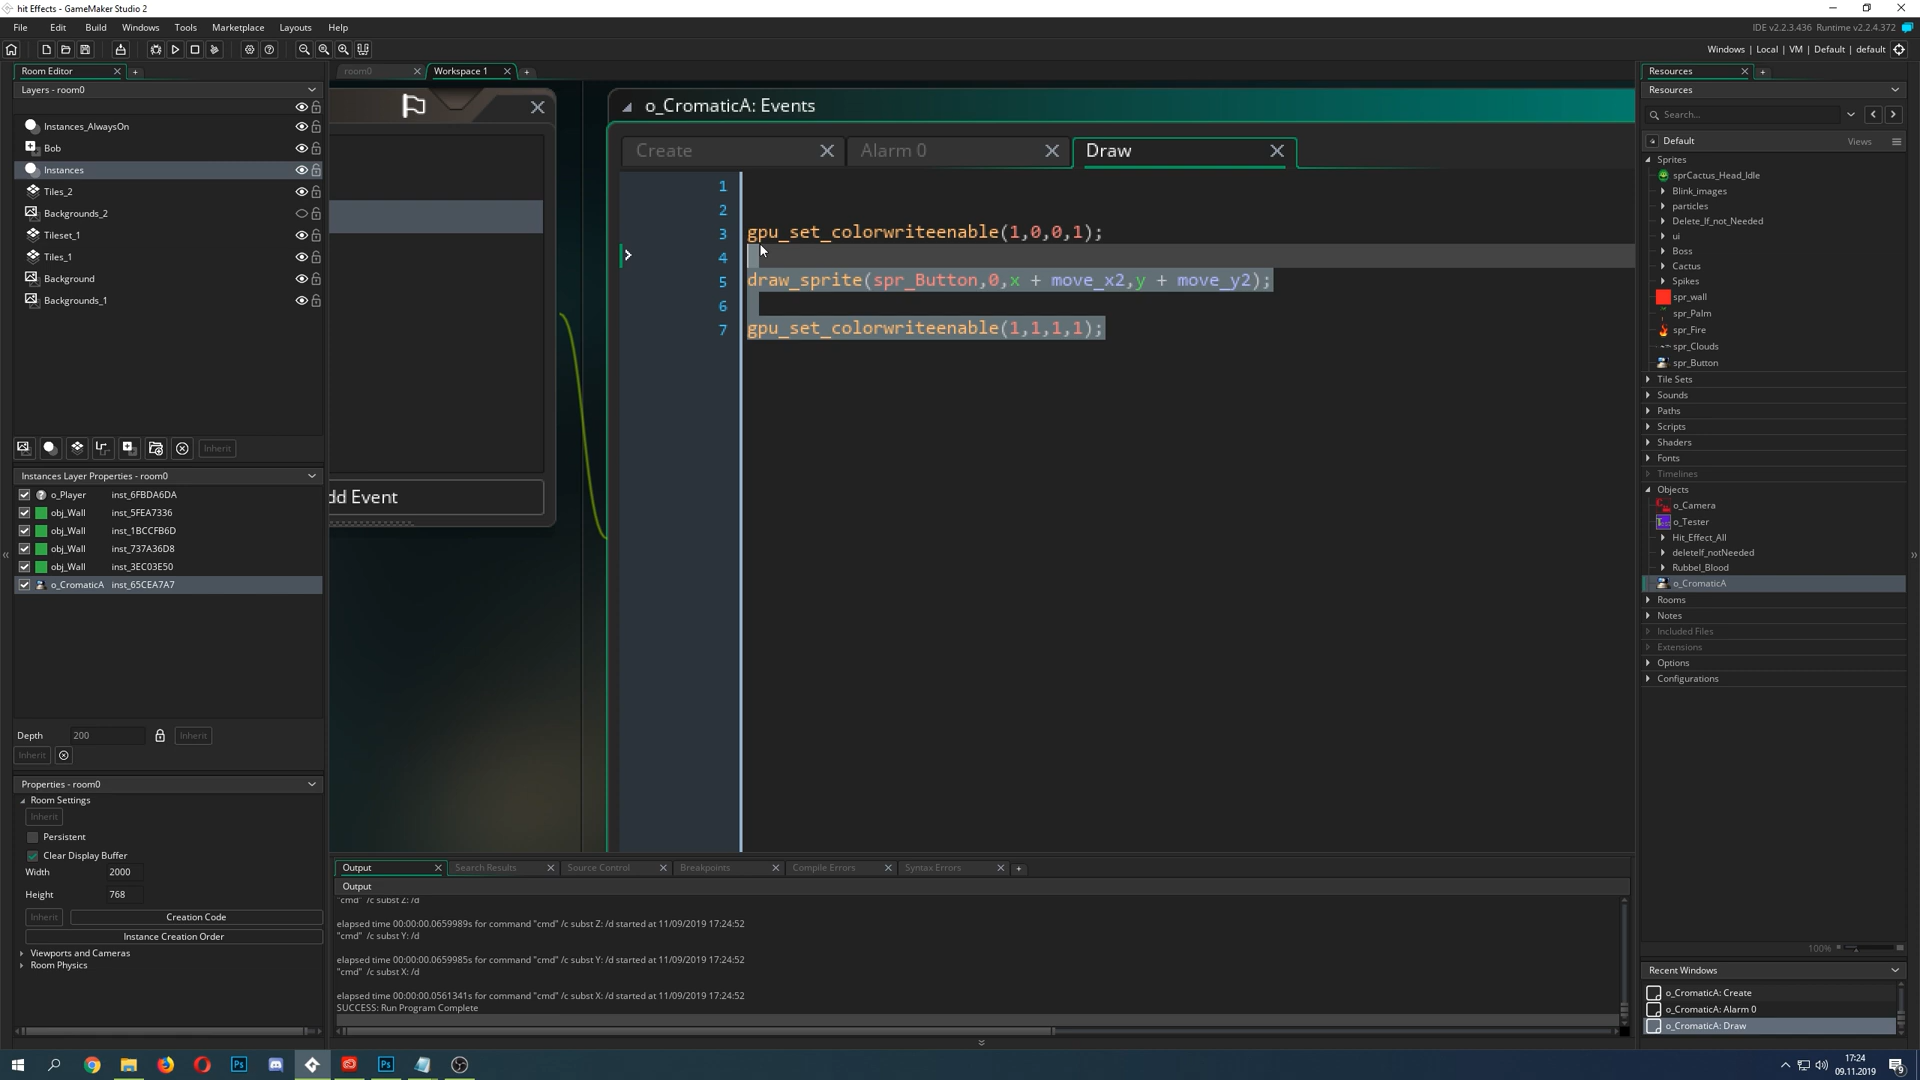 hit Effects - GameMaker Studio 2
File Edit Build Windows Tools Marketplace Layouts Help
IDE v2.2.3.436 Runtime v2.2.4.372
Windows | Local | VM | Default | default
Room Editor
Layers - room0
Instances_AlwaysOn
Bob
Instances
Tiles_2
Backgrounds_2
Tileset_1
Tiles_1
Background
Backgrounds_1
Inherit
Instances Layer Properties - room0
o_Player inst_6FBDA6DA
obj_Wall inst_5FEA7336
obj_Wall inst_1BCCFB6D
obj_Wall inst_737A36D8
obj_Wall inst_3EC03E50
o_CromaticA inst_65CEA7A7
Depth 200 Inherit
Inherit
Properties - room0
Room Settings
Inherit
Persistent
Clear Display Buffer
Width 2000
Height 768
Inherit Creation Code
Instance Creation Order
Viewports and Cameras
Room Physics
room0 Workspace 1
dd Event
o_CromaticA: Events
Create Alarm 0 Draw
1
2
3 gpu_set_colorwriteenable(1,0,0,1);
4
5 draw_sprite(spr_Button,0,x + move_x2,y + move_y2);
6
7 gpu_set_colorwriteenable(1,1,1,1);
Output Search Results Source Control Breakpoints Compile Errors Syntax Errors
Output
"cmd" /c subst Z: /d
elapsed time 00:00:00.0659989s for command "cmd" /c subst Z: /d started at 11/09/2019 17:24:52
"cmd" /c subst Y: /d
elapsed time 00:00:00.0659985s for command "cmd" /c subst Y: /d started at 11/09/2019 17:24:52
"cmd" /c subst X: /d
elapsed time 00:00:00.0561341s for command "cmd" /c subst X: /d started at 11/09/2019 17:24:52
SUCCESS: Run Program Complete
Resources
Resources
Search...
Default Views
Sprites
sprCactus_Head_Idle
Blink_images
particles
Delete_If_not_Needed
ui
Boss
Cactus
Spikes
spr_wall
spr_Palm
spr_Fire
spr_Clouds
spr_Button
Tile Sets
Sounds
Paths
Scripts
Shaders
Fonts
Timelines
Objects
o_Camera
o_Tester
Hit_Effect_All
deleteIf_notNeeded
Rubbel_Blood
o_CromaticA
Rooms
Notes
Included Files
Extensions
Options
Configurations
100%
Recent Windows
o_CromaticA: Create
o_CromaticA: Alarm 0
o_CromaticA: Draw
17:24
09.11.2019